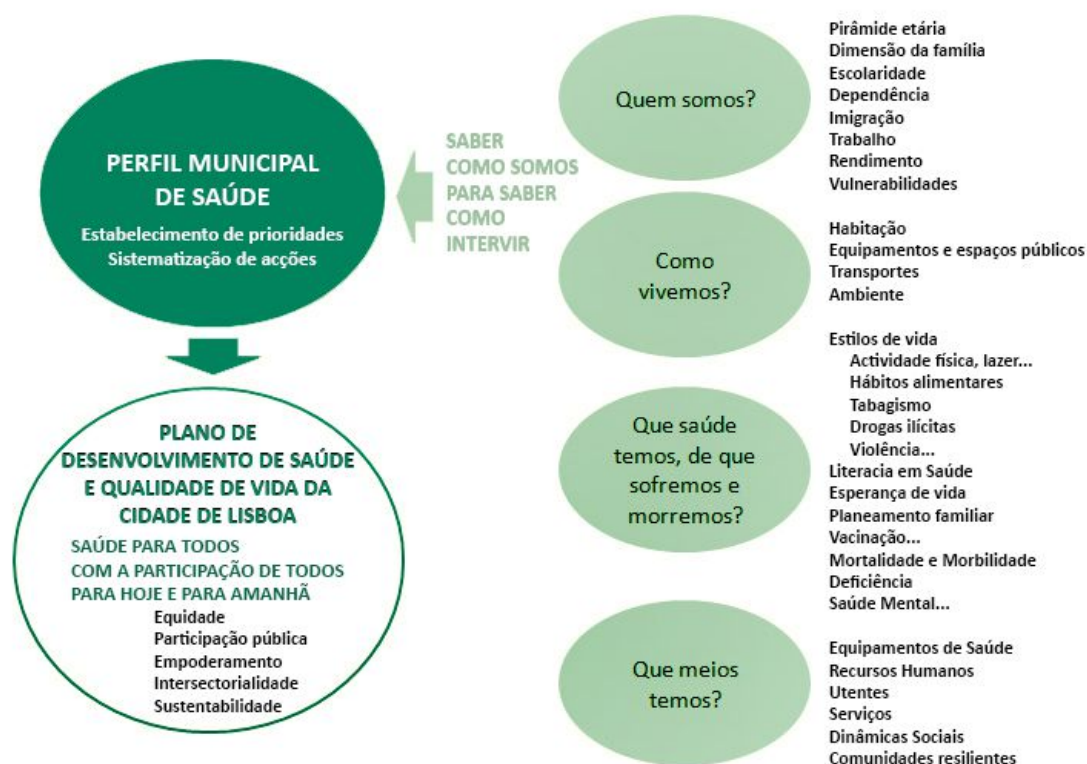 PERFIL MUNICIPAL
DE SAÚDE
Estabelecimento de prioridades
Sistematização de acções
SABER
COMO SOMOS
PARA SABER
COMO
INTERVIR
PLANO DE
DESENVOLVIMENTO DE SAÚDE
E QUALIDADE DE VIDA DA
CIDADE DE LISBOA
SAÚDE PARA TODOS
COM A PARTICIPAÇÃO DE TODOS
PARA HOJE E PARA AMANHÃ
Equidade
Participação pública
Empoderamento
Intersectorialidade
Sustentabilidade
Quem somos?
Pirâmide etária
Dimensão da família
Escolaridade
Dependência
Imigração
Trabalho
Rendimento
Vulnerabilidades
Como
vivemos?
Habitação
Equipamentos e espaços públicos
Transportes
Ambiente
Que saúde
temos, de que
sofremos e
morremos?
Estilos de vida
Actividade física, lazer...
Hábitos alimentares
Tabagismo
Drogas ilícitas
Violência...
Literacia em Saúde
Esperança de vida
Planeamento familiar
Vacinação...
Mortalidade e Morbilidade
Deficiência
Saúde Mental...
Que meios
temos?
Equipamentos de Saúde
Recursos Humanos
Utentes
Serviços
Dinâmicas Sociais
Comunidades resilientes